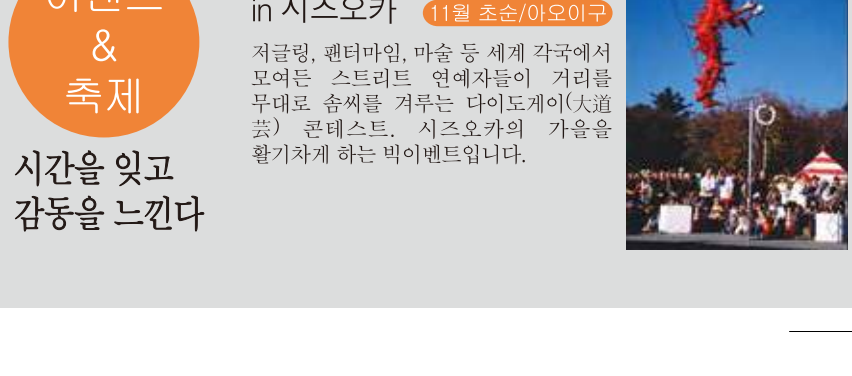 &
축제
시간을 잊고
감동을 느낀다
in 시즈오카
11월 초순/아오이구
저글링, 팬터마임, 마술 등 세계 각국에서
모여든 스트리트 연예자들이 거리를
무대로 솜씨를 겨루는 다이도게이(大道
芸) 콘테스트. 시즈오카의 가을을
활기차게 하는 빅이벤트입니다.